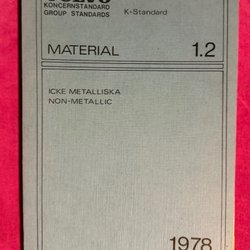 KONCERNSTANDARD
GROUP STANDARDS
K-Standard
MATERIAL 1.2
ICKE METALLISKA
NON-METALLIC
1978